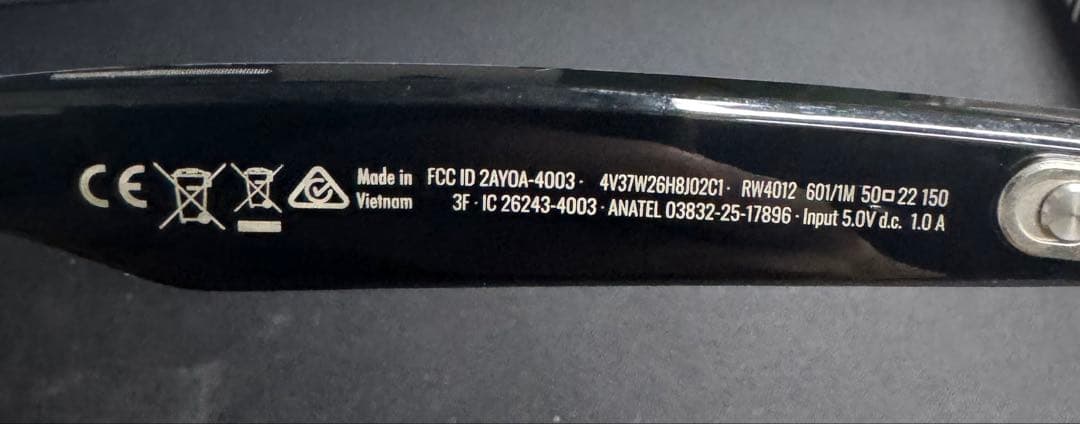 CE
Made in
Vietnam
FCC ID 2AYOA-4003 · 4V37W26H8J02C1 · RW4012 601/1M 50□22 150
3F · IC 26243-4003 · ANATEL 03832-25-17896 · Input 5.0V d.c. 1.0 A